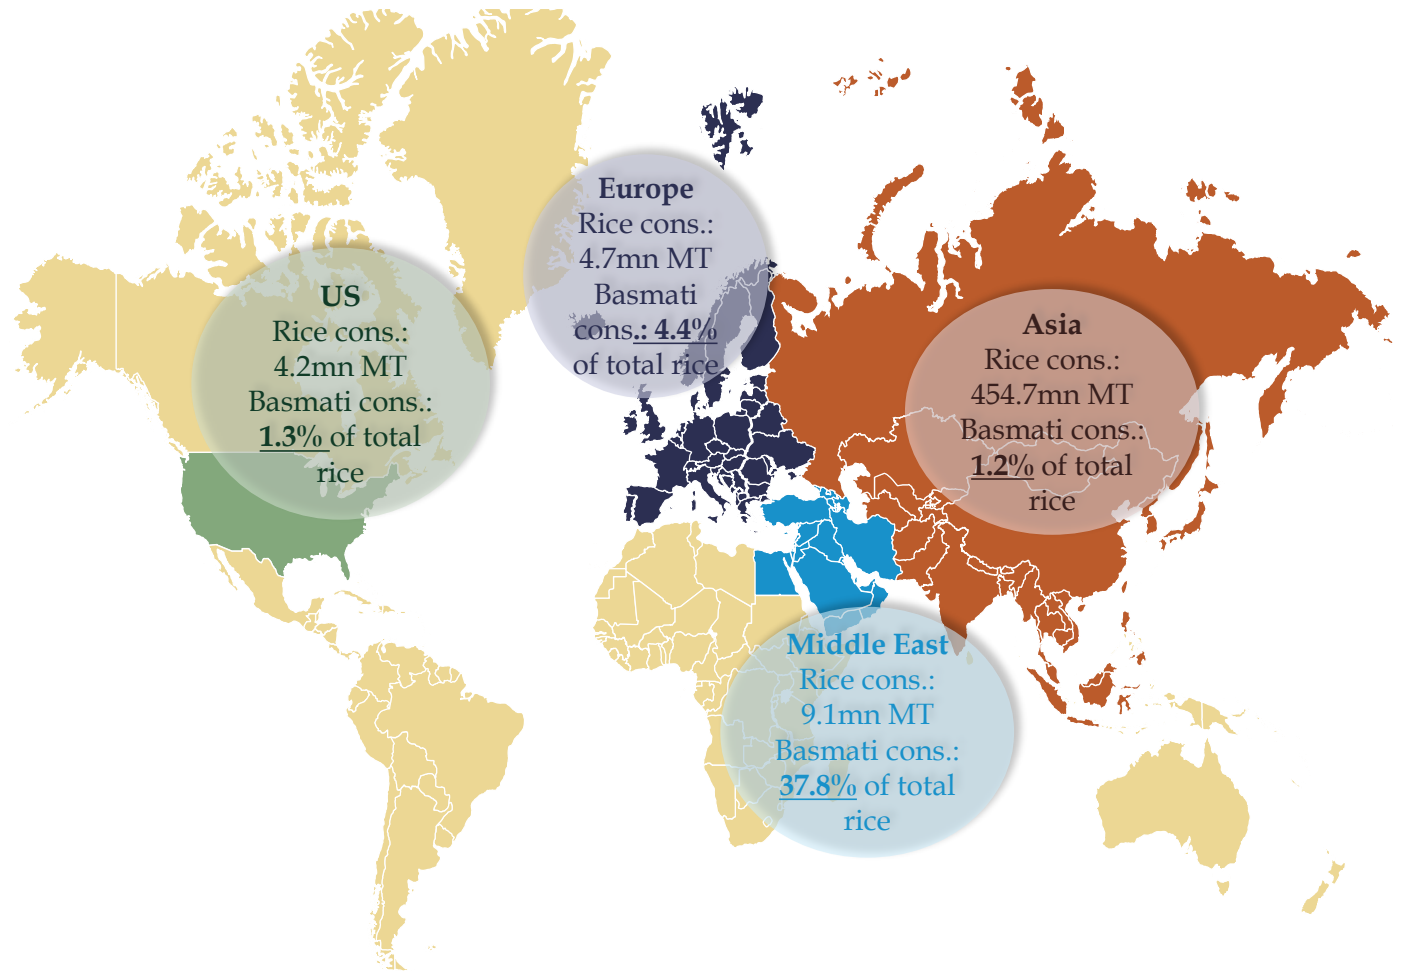 Europe
Rice cons.:
4.7mn MT
Basmati
cons.: 4.4%
of total rice
US
Rice cons.:
4.2mn MT
Basmati cons.:
1.3% of total
rice
Asia
Rice cons.:
454.7mn MT
Basmati cons.:
1.2% of total
rice
Middle East
Rice cons.:
9.1mn MT
Basmati cons.:
37.8% of total
rice